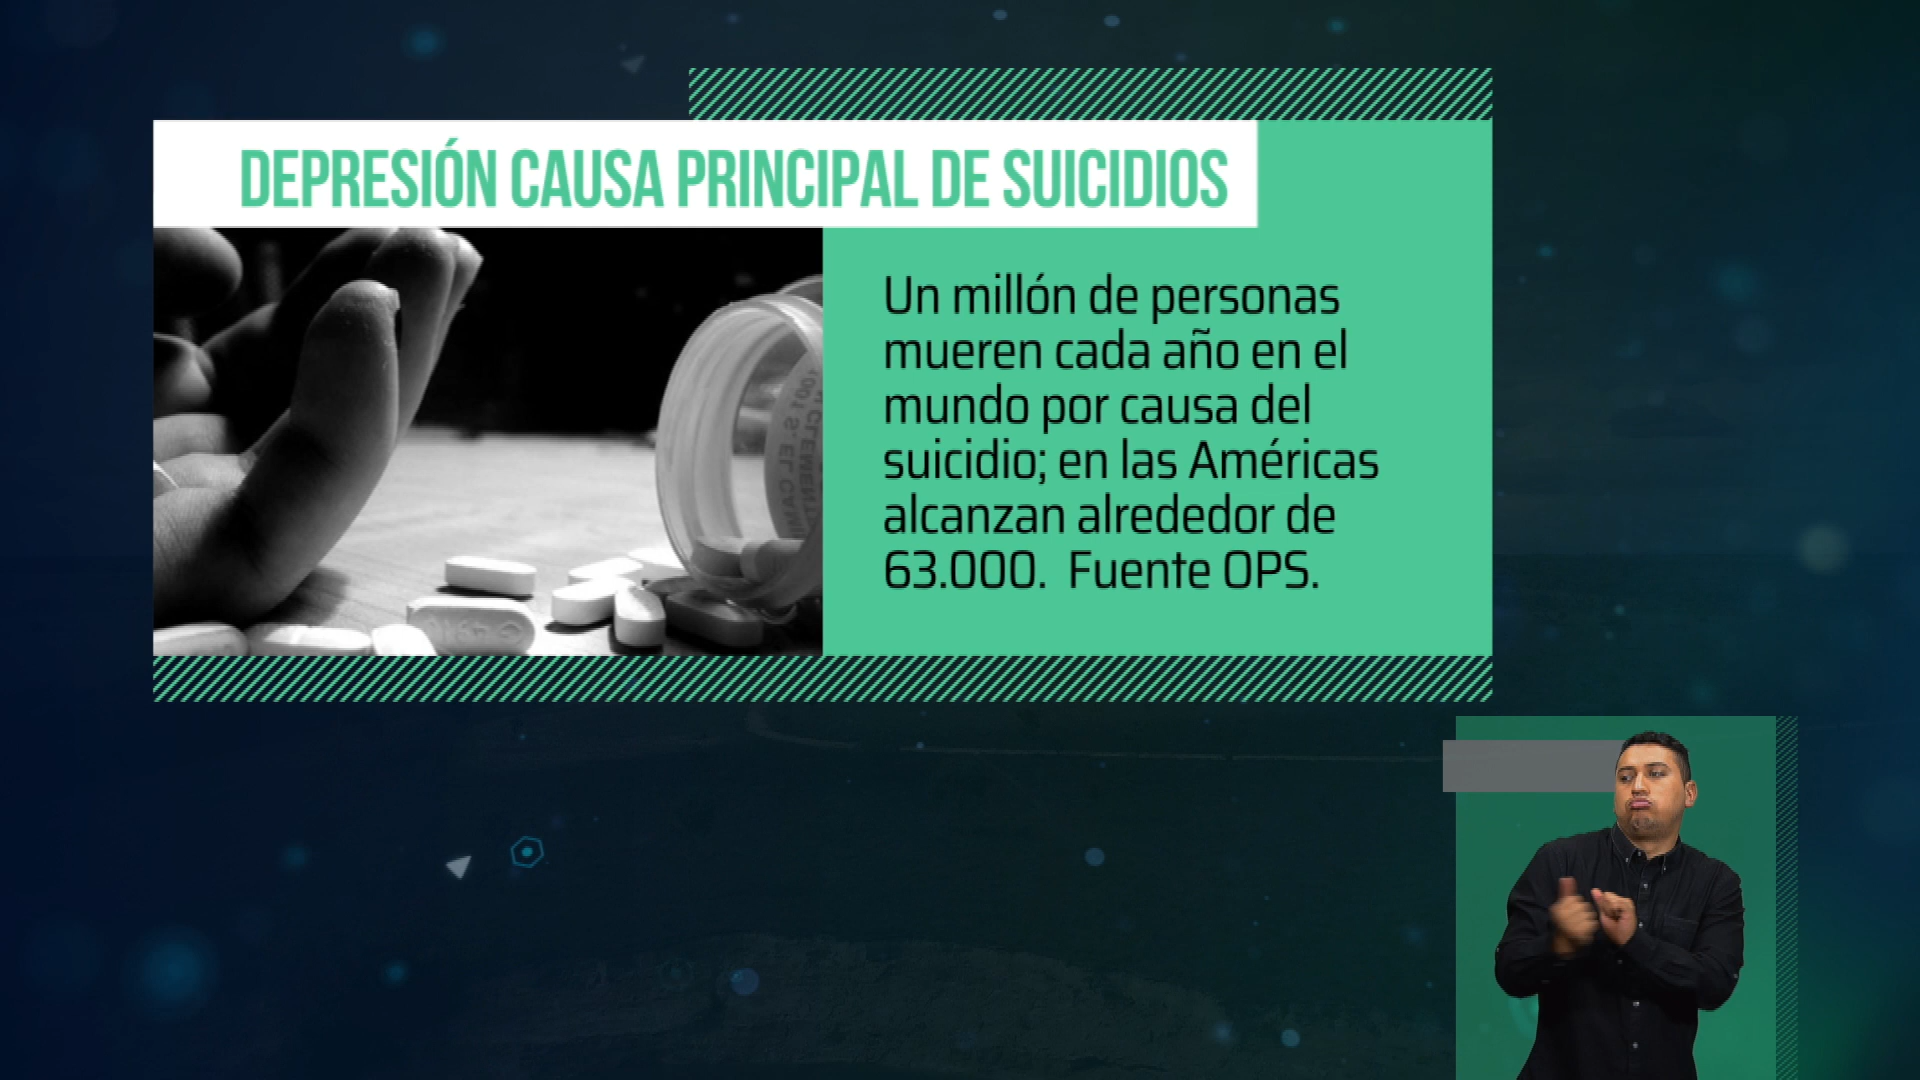 DEPRESIÓN CAUSA PRINCIPAL DE SUICIDIOS
Un millón de personas
mueren cada año en el
mundo por causa del
suicidio; en las Américas
alcanzan alrededor de
63.000. Fuente OPS.